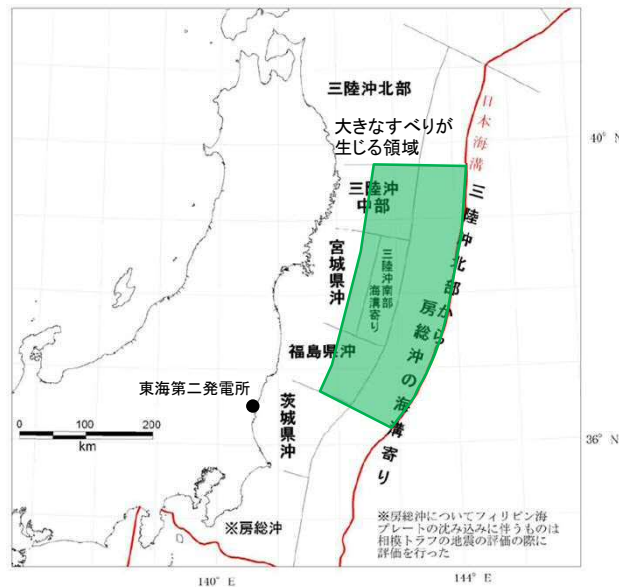 三陸沖北部
大きなすべりが
生じる領域
日本海溝
40° N
三陸沖
中部
三陸沖北部から
房総沖の海溝寄り
宮城県沖
三陸沖南部
海溝寄り
福島県沖
東海第二発電所
茨城県沖
0 100 200
km
36° N
※房総沖
※房総沖についてフィリピン海
プレートの沈み込みに伴うものは
相模トラフの地震の評価の際に
評価を行った
140° E
144° E